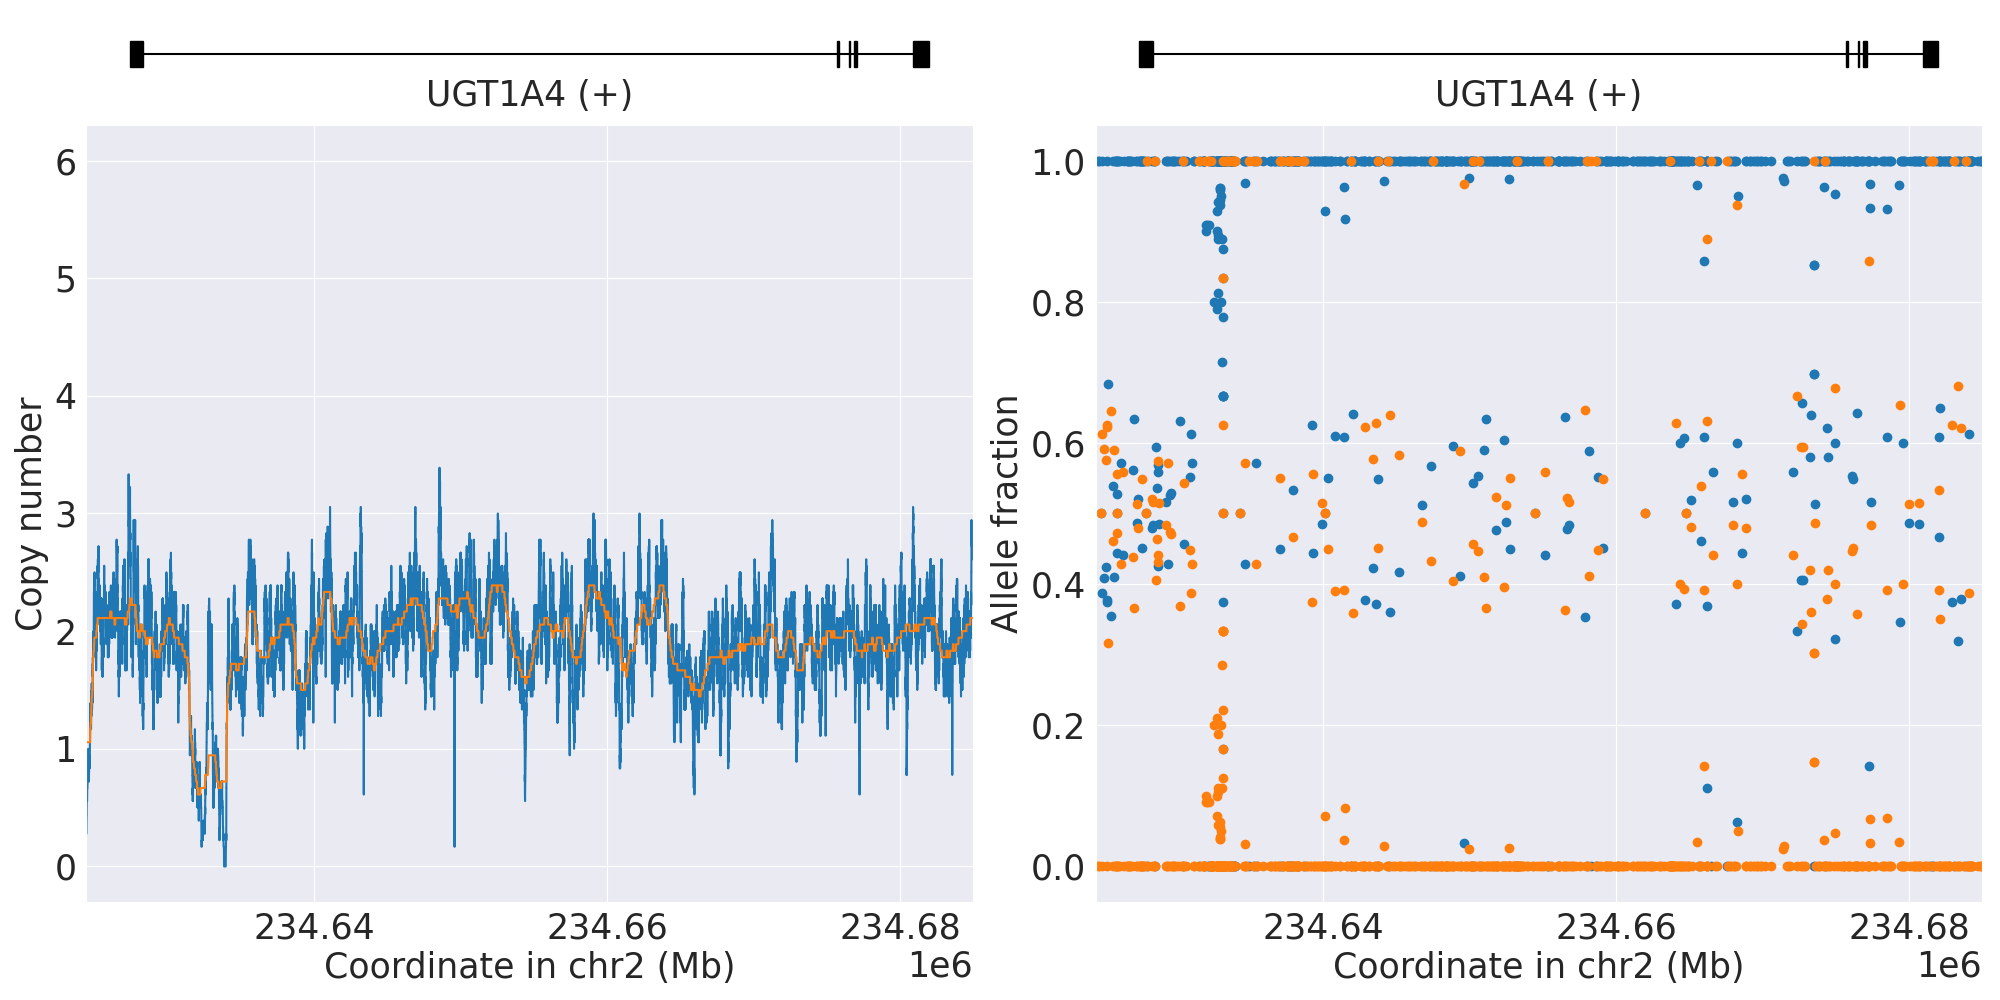 UGT1A4 (+)
Copy number
6
5
4
3
2
1
0
234.64
234.66
234.68
1e6
Coordinate in chr2 (Mb)
UGT1A4 (+)
Allele fraction
1.0
0.8
0.6
0.4
0.2
0.0
234.64
234.66
234.68
1e6
Coordinate in chr2 (Mb)